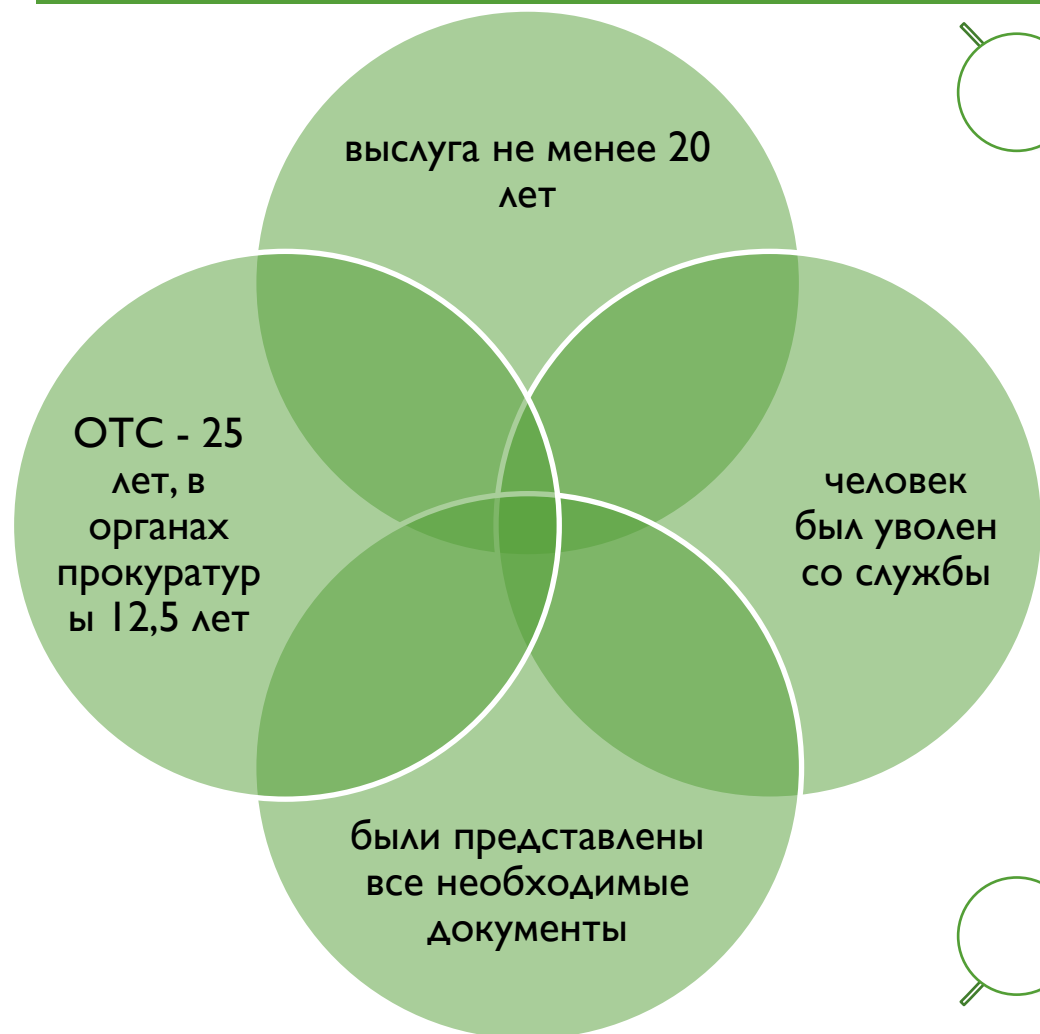 выслуга не менее 20
лет
ОТС - 25
лет, в
органах
прокуратур
ы 12,5 лет
человек
был уволен
со службы
были представлены
все необходимые
документы